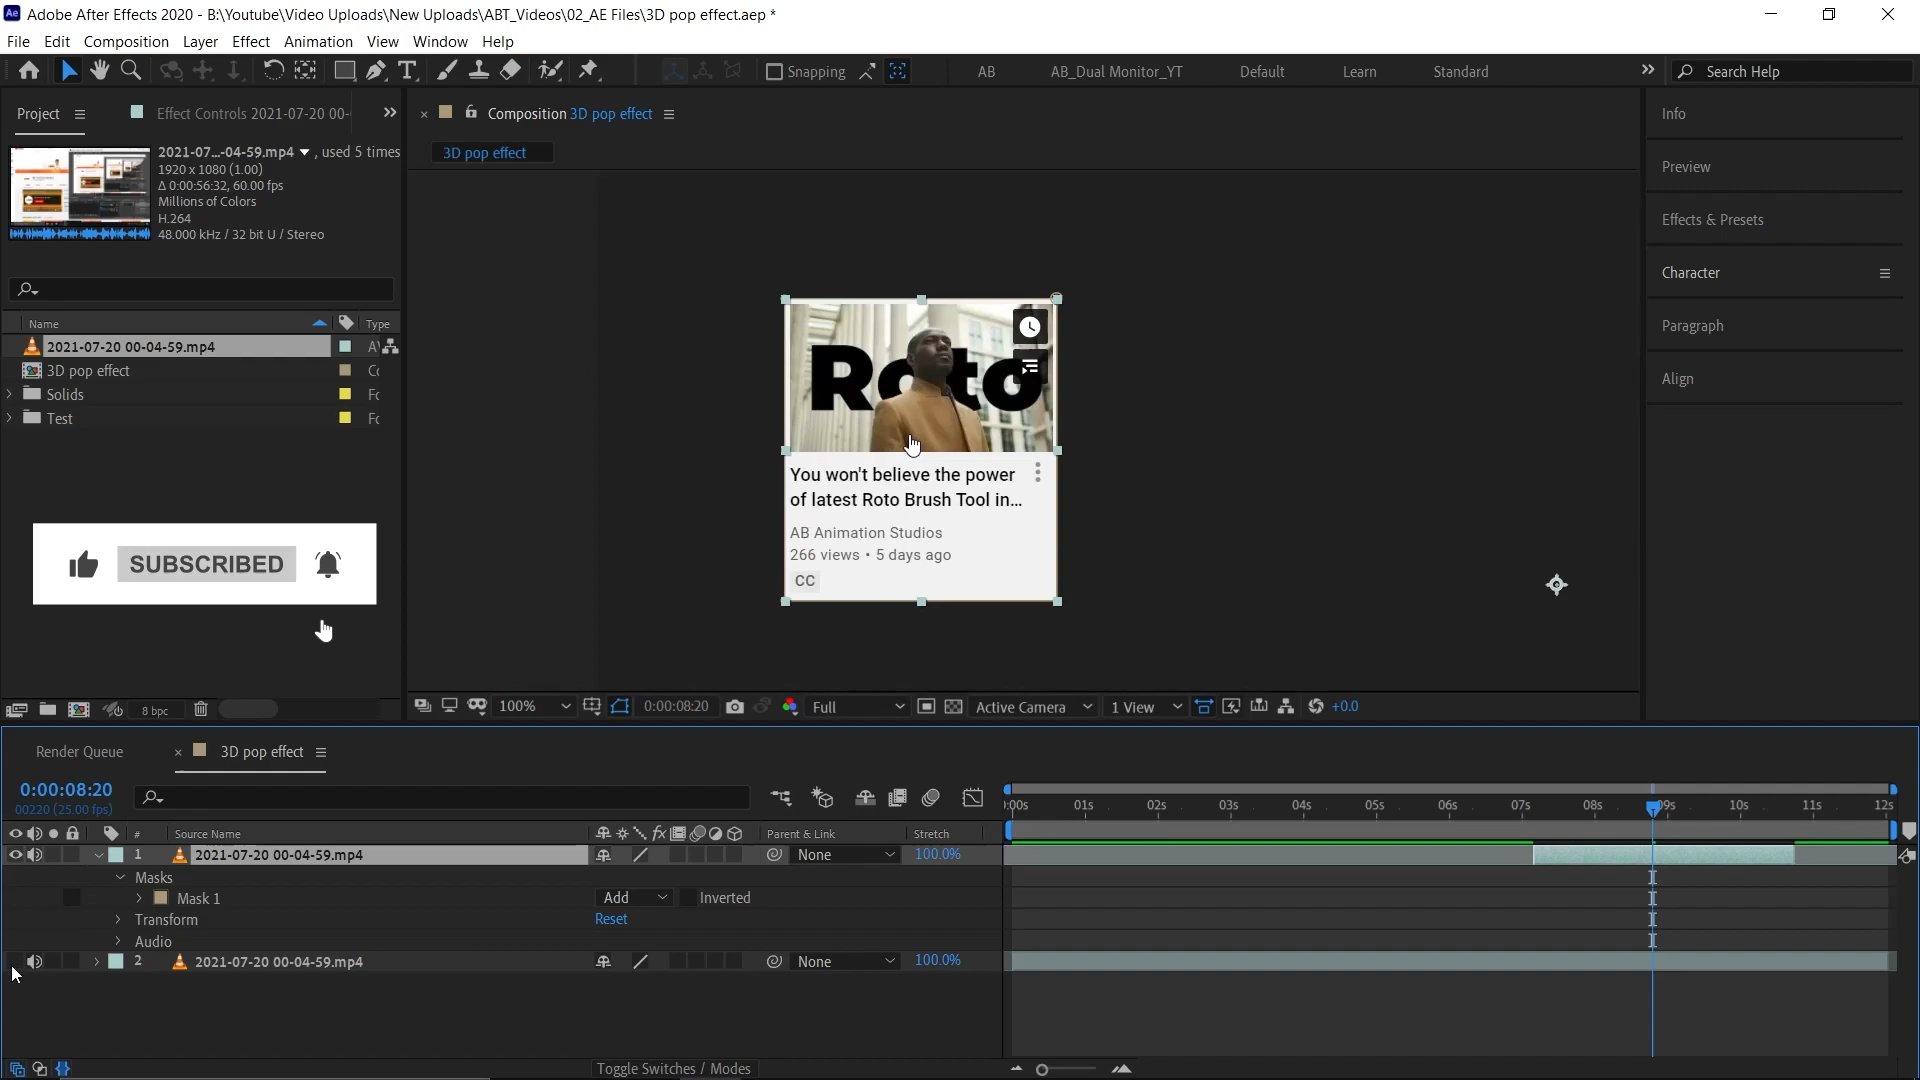 Adobe After Effects 2020 - B:\Youtube\Video Uploads\New Uploads\ABT_Videos\02_AE Files\3D pop effect.aep *
File Edit Composition Layer Effect Animation View Window Help
Snapping AB AB_Dual Monitor_YT Default Learn Standard Search Help
Project Effect Controls 2021-07-20 00- Composition 3D pop effect
3D pop effect
2021-07...-04-59.mp4 , used 5 times
1920 x 1080 (1.00)
Δ 0:00:56:32, 60.00 fps
Millions of Colors
H.264
48.000 kHz / 32 bit U / Stereo
Name Type
2021-07-20 00-04-59.mp4
3D pop effect
Solids
Test
SUBSCRIBED
8 bpc
Roto
You won't believe the power
of latest Roto Brush Tool in...
AB Animation Studios
266 views • 5 days ago
CC
100% 0:00:08:20 Full Active Camera 1 View +0.0
Info
Preview
Effects & Presets
Character
Paragraph
Align
Render Queue 3D pop effect
0:00:08:20
00220 (25.00 fps)
:00s 01s 02s 03s 04s 05s 06s 07s 08s 09s 10s 11s 12s
# Source Name Parent & Link Stretch
1 2021-07-20 00-04-59.mp4 None 100.0%
Masks
Mask 1 Add Inverted
Transform Reset
Audio
2 2021-07-20 00-04-59.mp4 None 100.0%
Toggle Switches / Modes